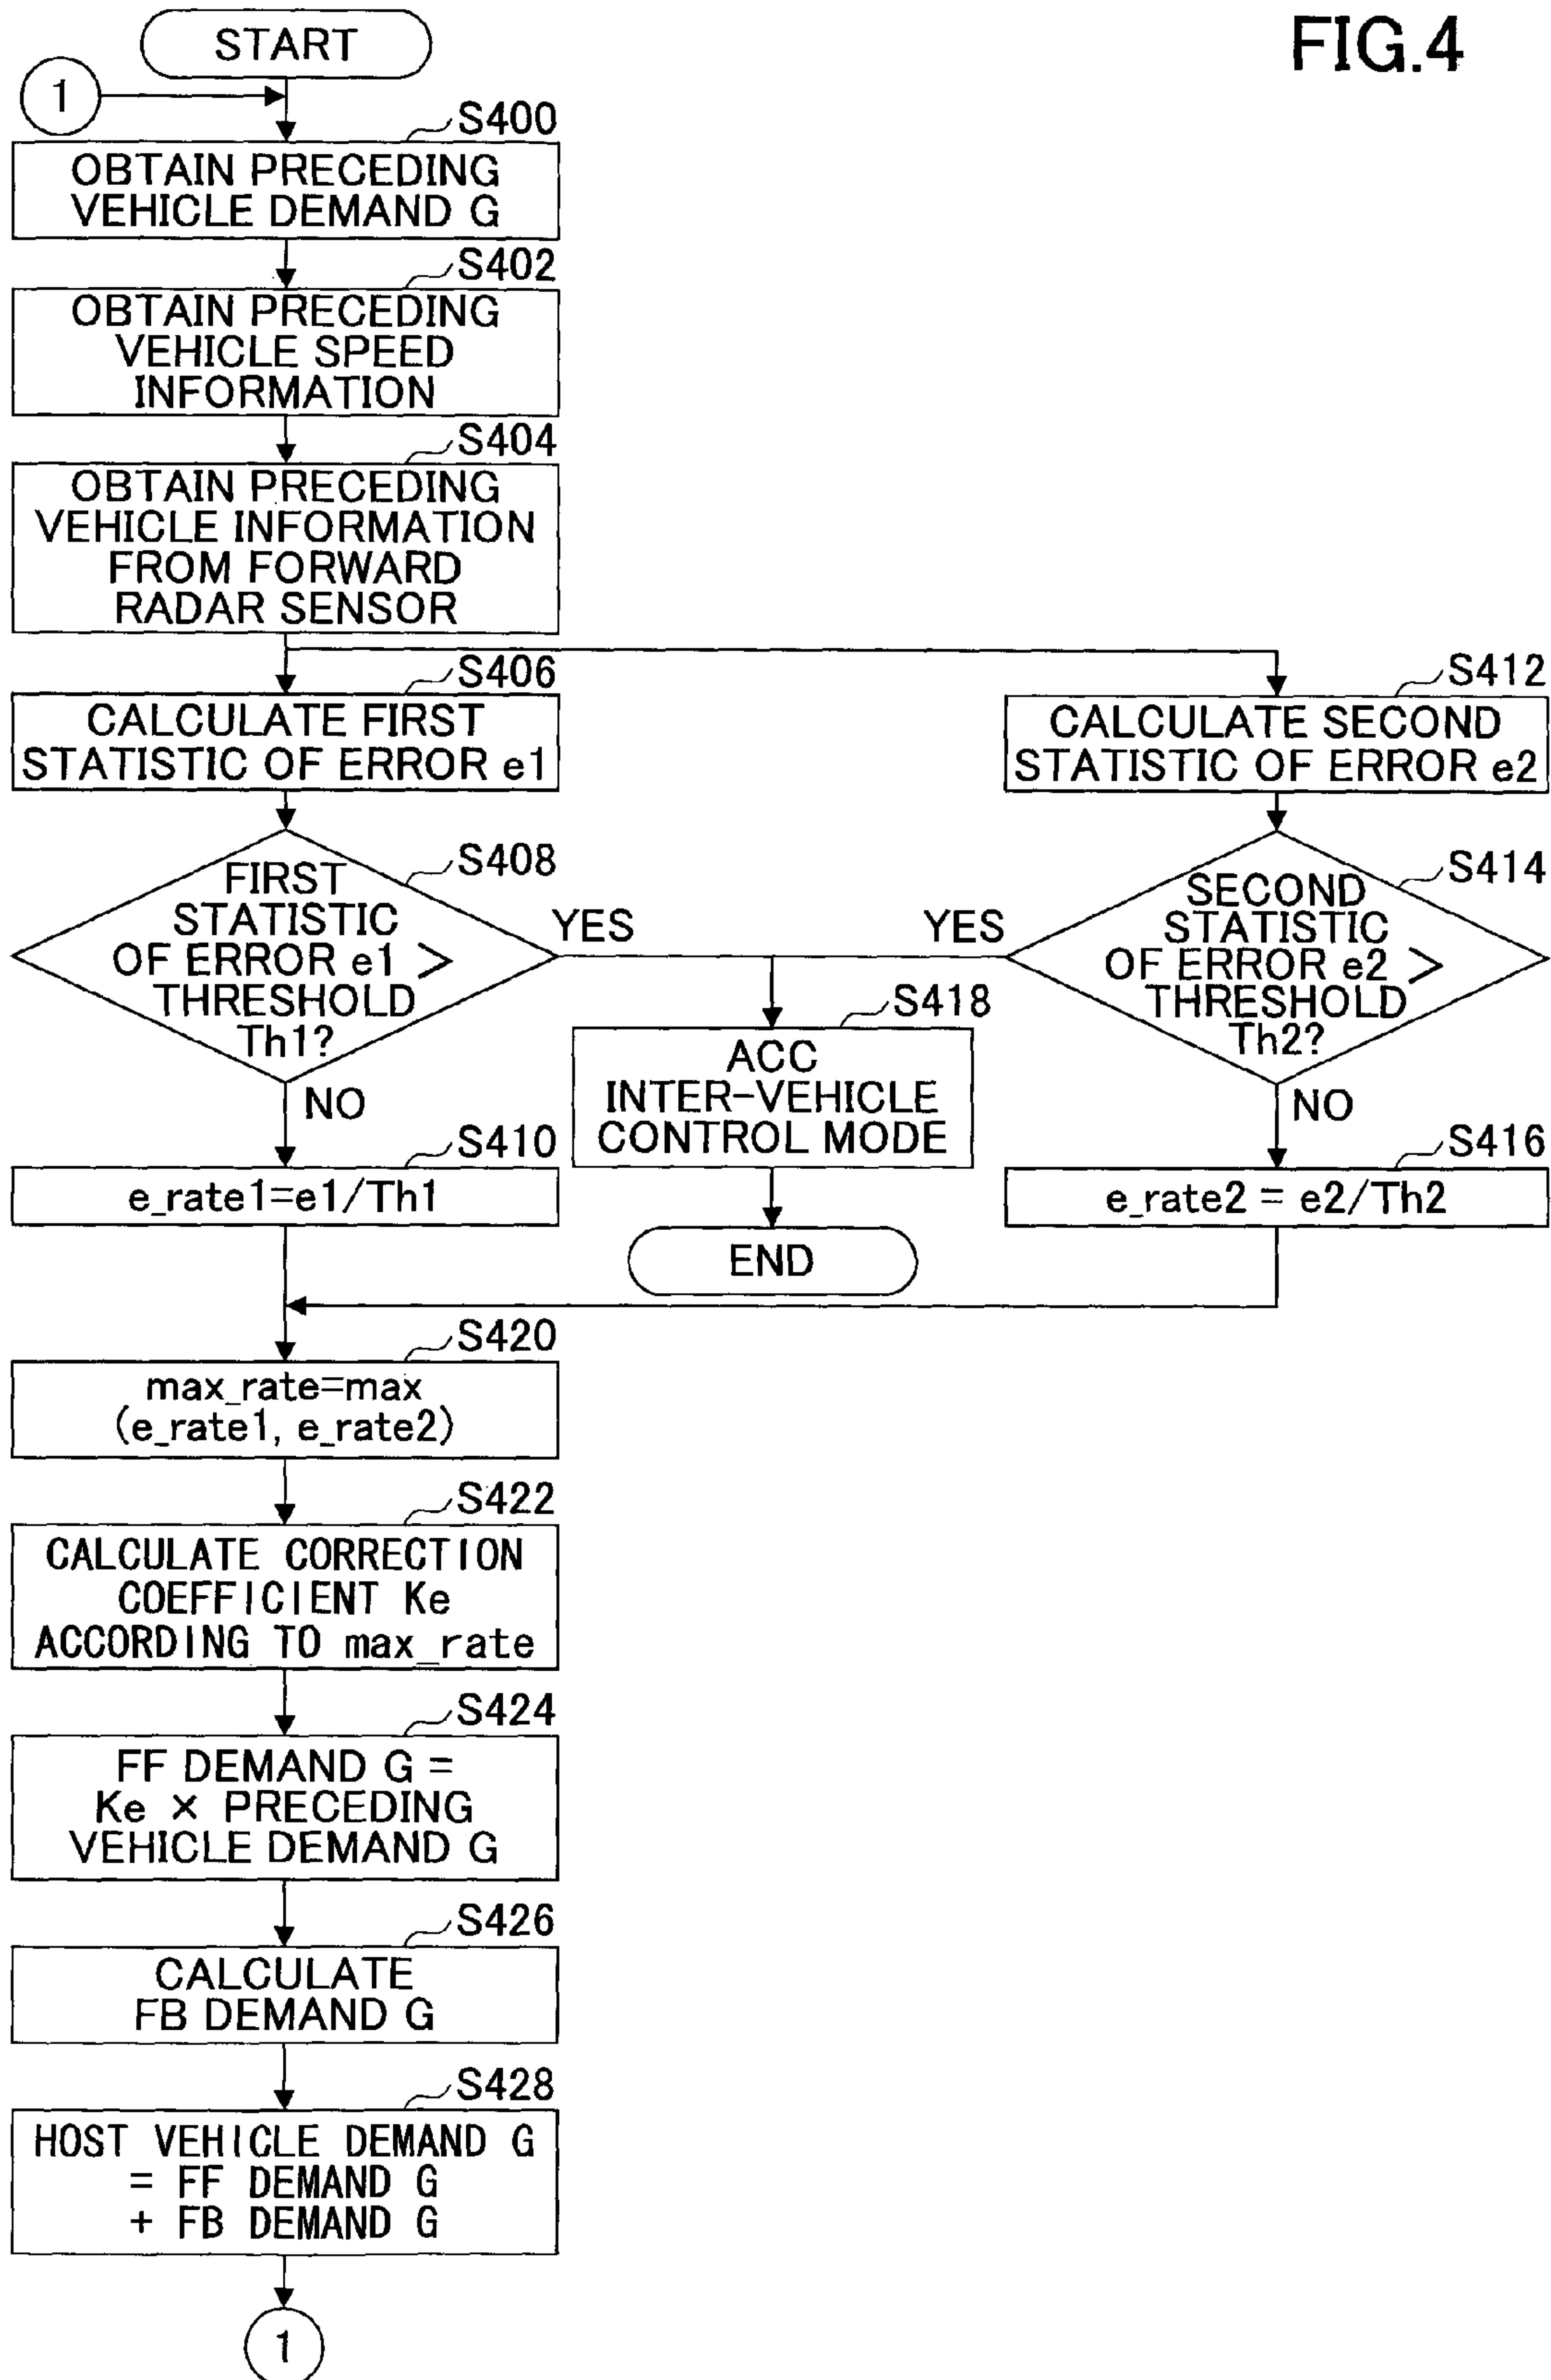 FIG.4
START
1
S400
OBTAIN PRECEDING
VEHICLE DEMAND G
S402
OBTAIN PRECEDING
VEHICLE SPEED
INFORMATION
S404
OBTAIN PRECEDING
VEHICLE INFORMATION
FROM FORWARD
RADAR SENSOR
S406
CALCULATE FIRST
STATISTIC OF ERROR e1
S412
CALCULATE SECOND
STATISTIC OF ERROR e2
S408
FIRST
STATISTIC
OF ERROR e1 >
THRESHOLD
Th1?
YES
NO
S414
SECOND
STATISTIC
OF ERROR e2 >
THRESHOLD
Th2?
YES
NO
S418
ACC
INTER-VEHICLE
CONTROL MODE
END
S410
e_rate1=e1/Th1
S416
e_rate2 = e2/Th2
S420
max_rate=max
(e_rate1, e_rate2)
S422
CALCULATE CORRECTION
COEFFICIENT Ke
ACCORDING TO max_rate
S424
FF DEMAND G =
Ke × PRECEDING
VEHICLE DEMAND G
S426
CALCULATE
FB DEMAND G
S428
HOST VEHICLE DEMAND G
= FF DEMAND G
+ FB DEMAND G
1